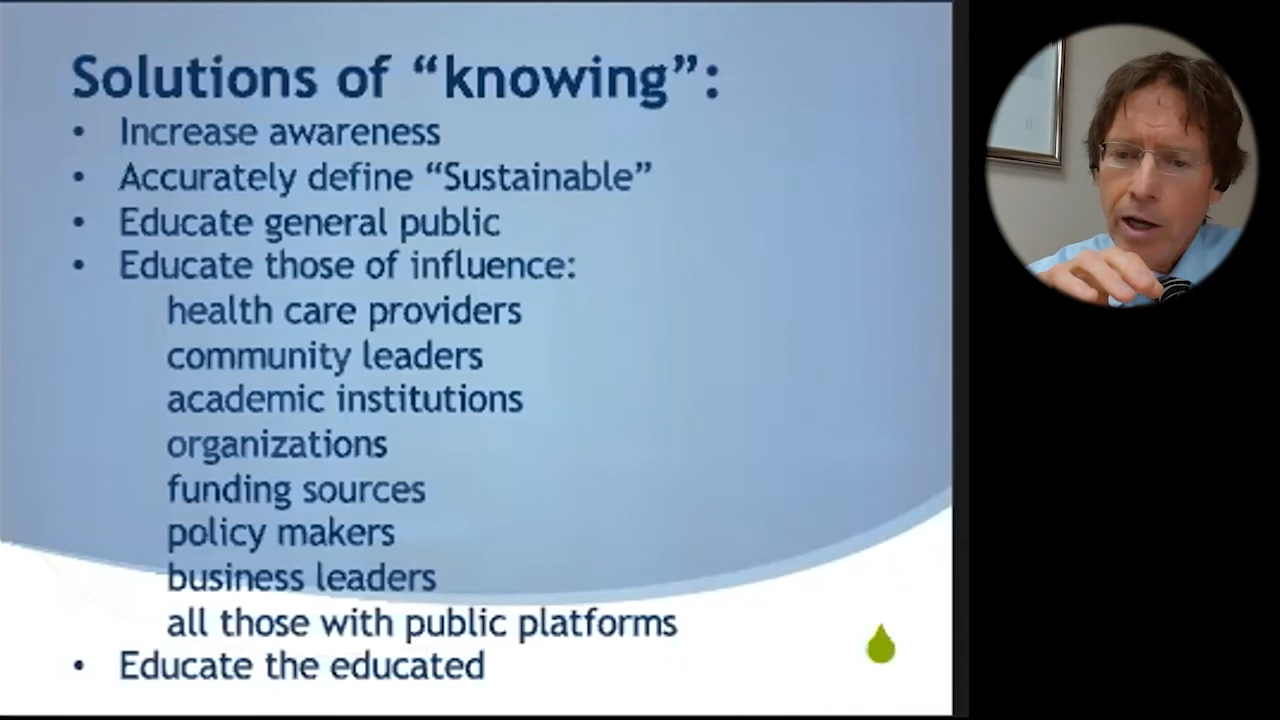 Solutions of “knowing”:
• Increase awareness
• Accurately define “Sustainable”
• Educate general public
• Educate those of influence:
health care providers
community leaders
academic institutions
organizations
funding sources
policy makers
business leaders
all those with public platforms
• Educate the educated